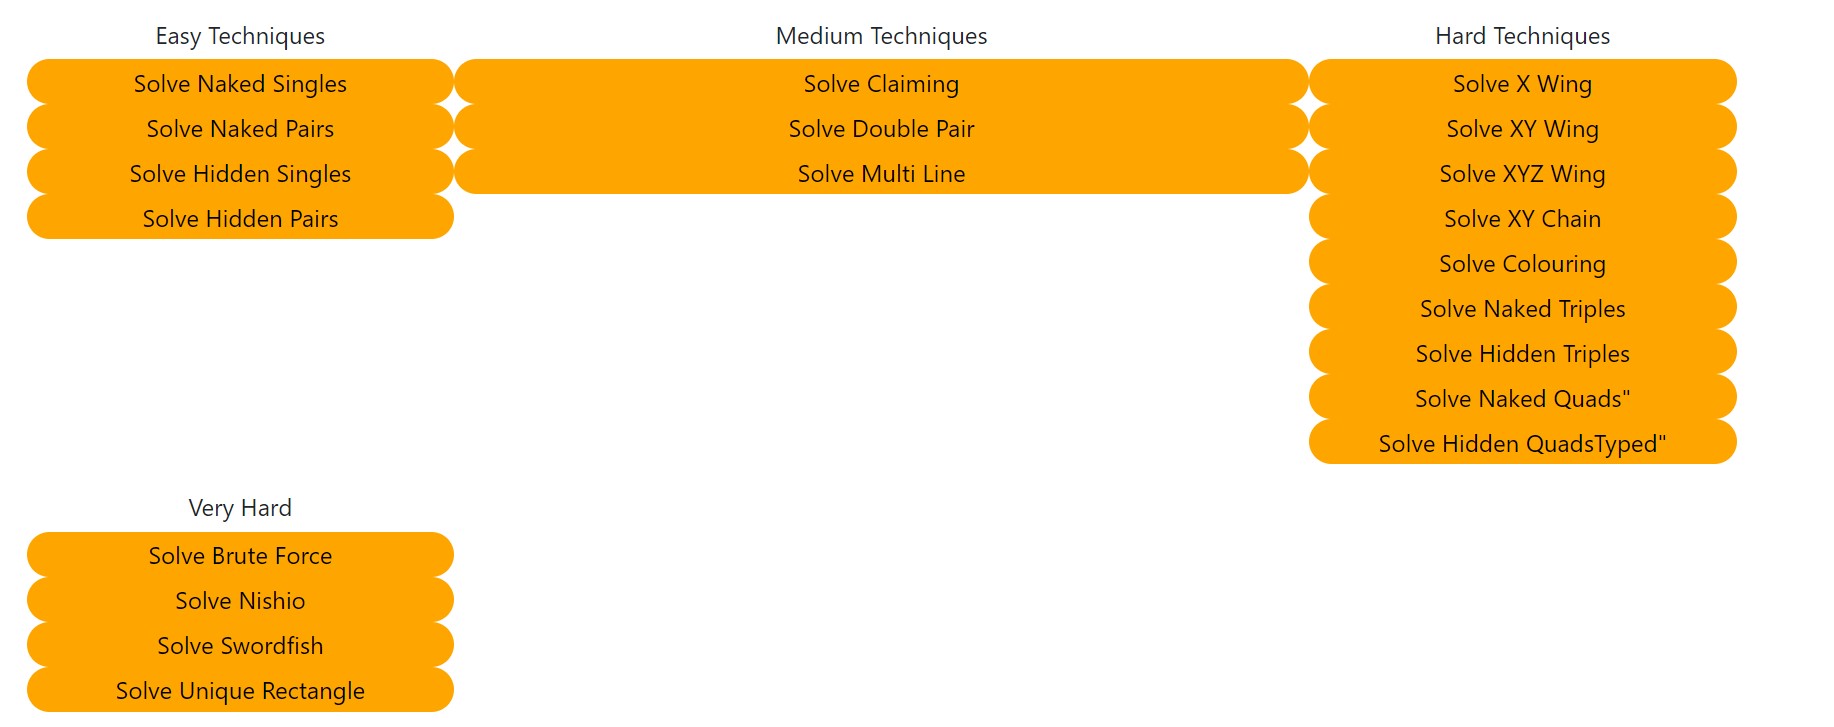 Easy Techniques
Solve Naked Singles
Solve Naked Pairs
Solve Hidden Singles
Solve Hidden Pairs
Medium Techniques
Solve Claiming
Solve Double Pair
Solve Multi Line
Hard Techniques
Solve X Wing
Solve XY Wing
Solve XYZ Wing
Solve XY Chain
Solve Colouring
Solve Naked Triples
Solve Hidden Triples
Solve Naked Quads"
Solve Hidden QuadsTyped"
Very Hard
Solve Brute Force
Solve Nishio
Solve Swordfish
Solve Unique Rectangle